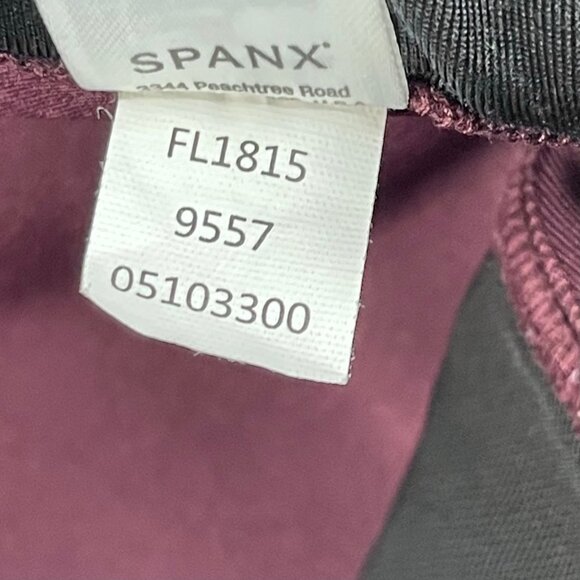 SPANX
3344 Peachtree Road
FL1815
9557
05103300